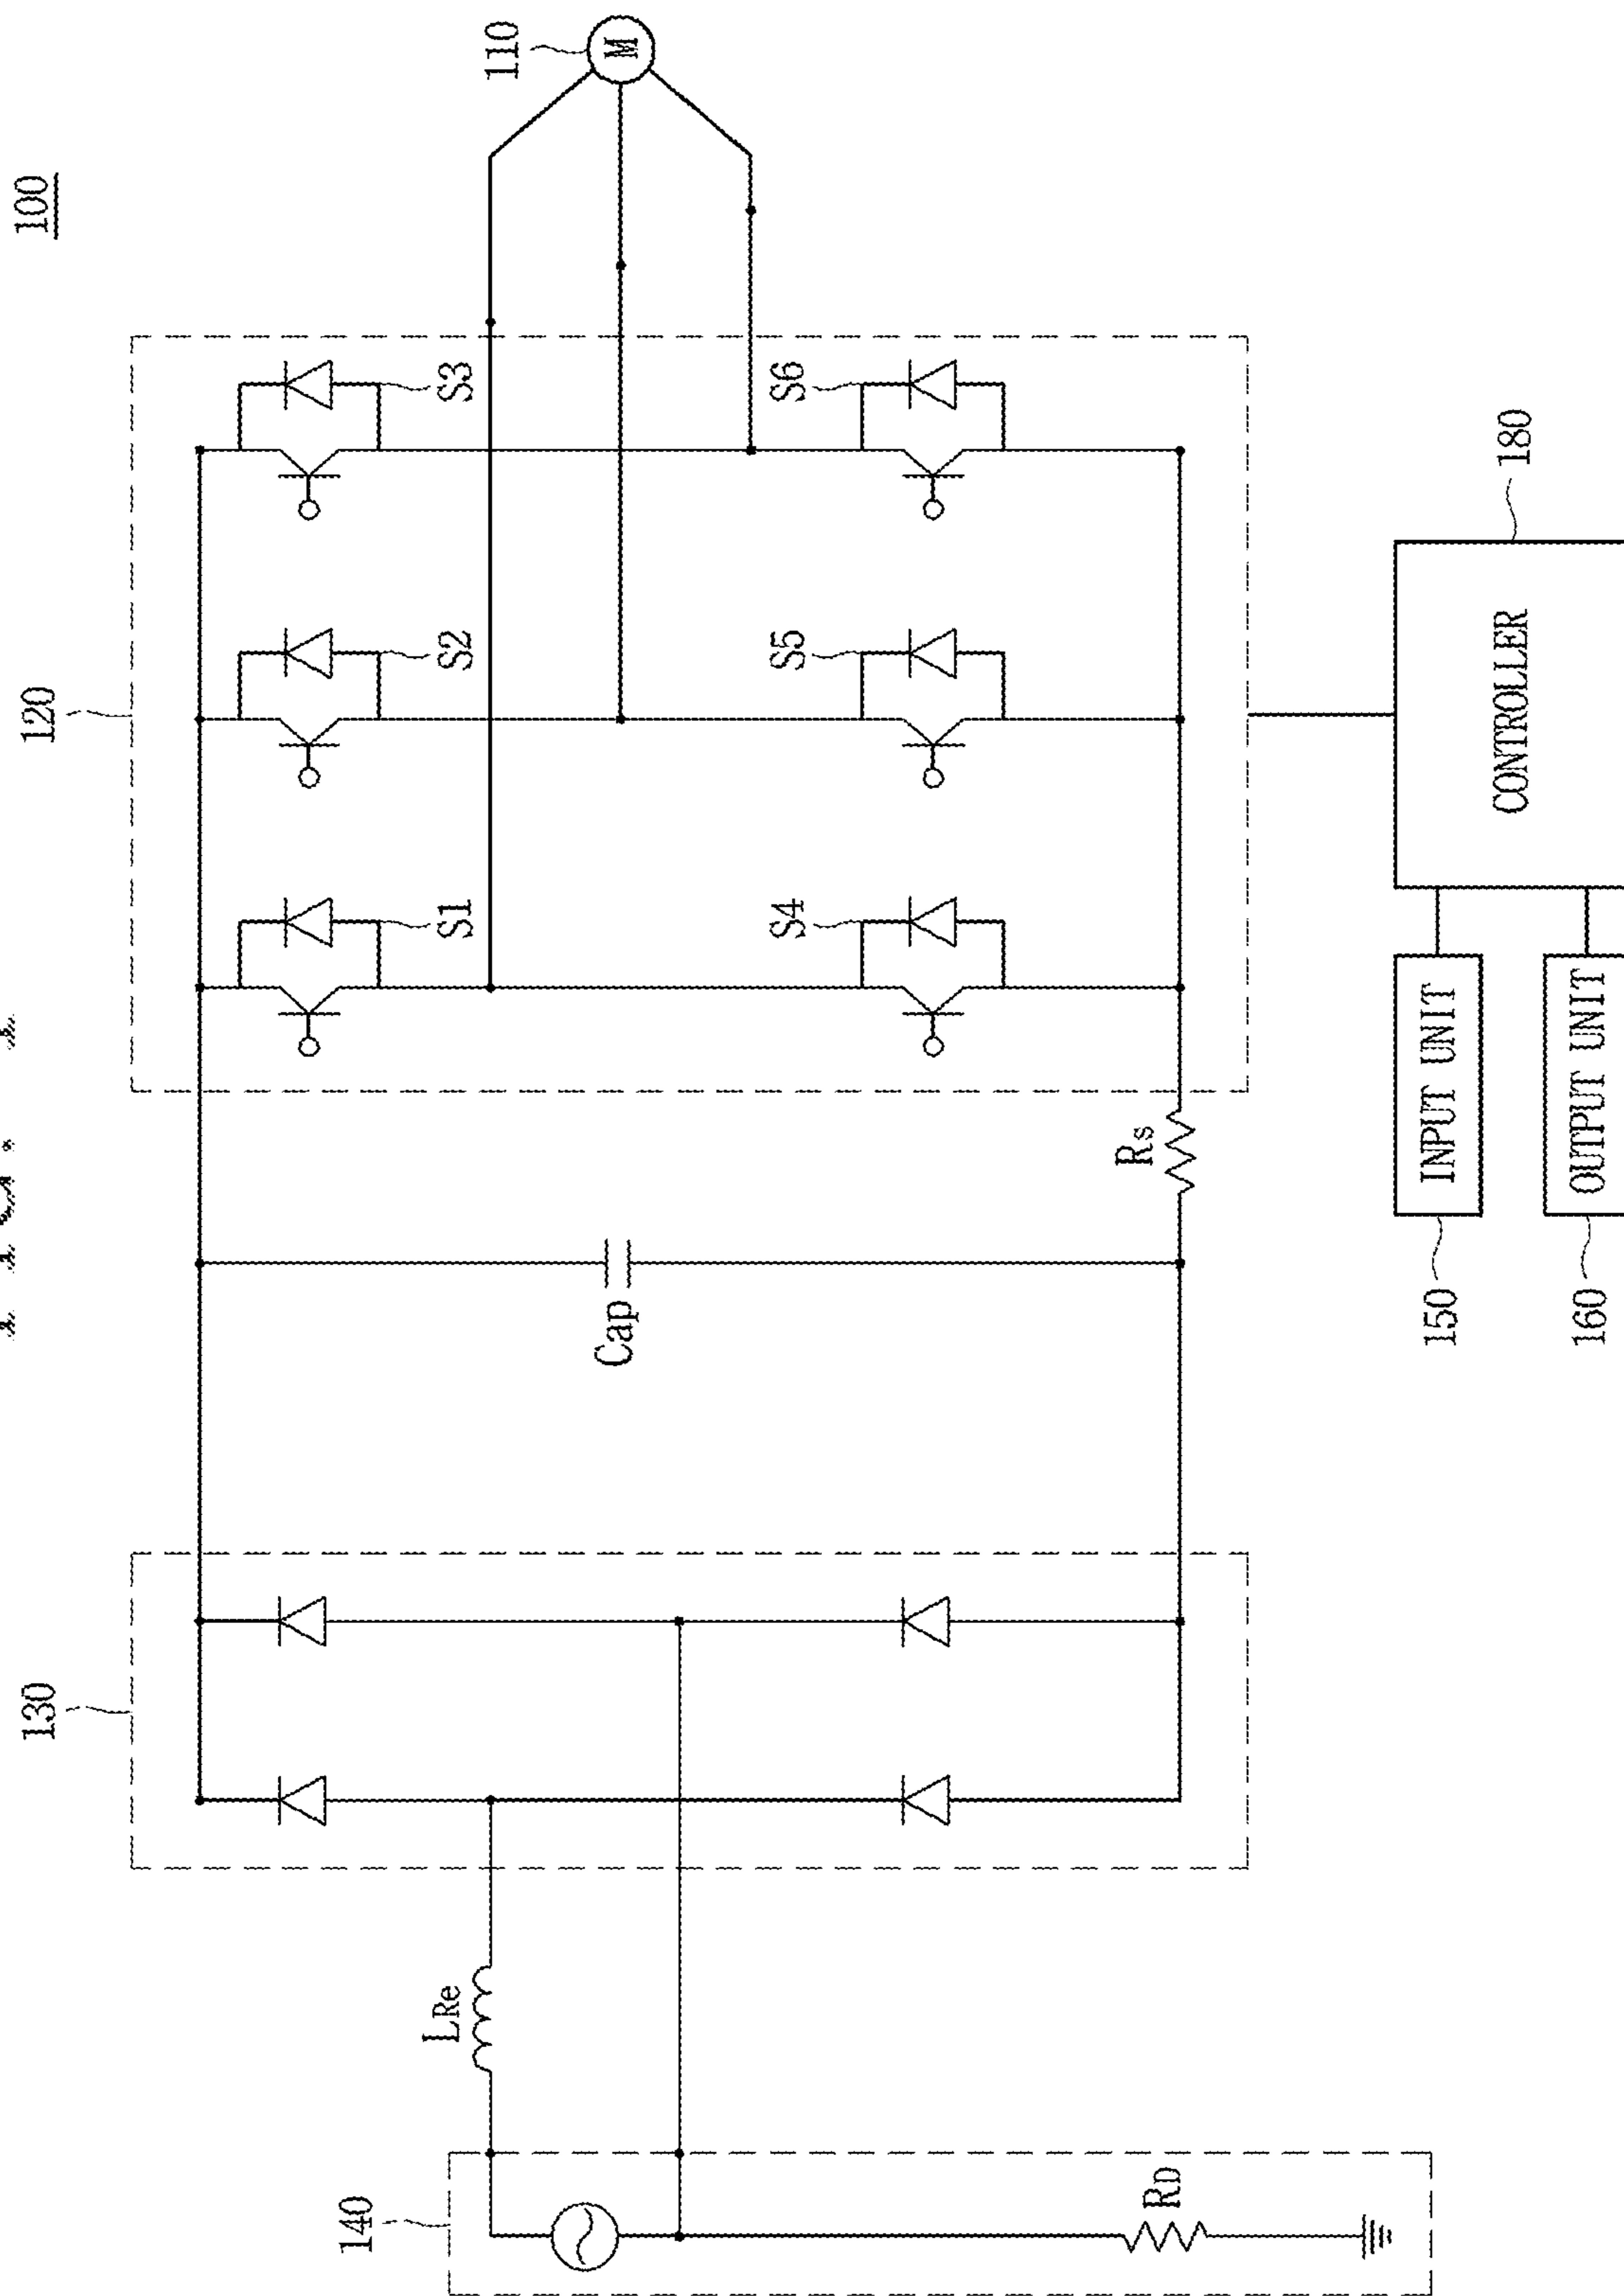 100
110
M
120
S1
S2
S3
S4
S5
S6
130
140
LRe
Cap
Rs
RD
150
INPUT UNIT
160
OUTPUT UNIT
CONTROLLER
180